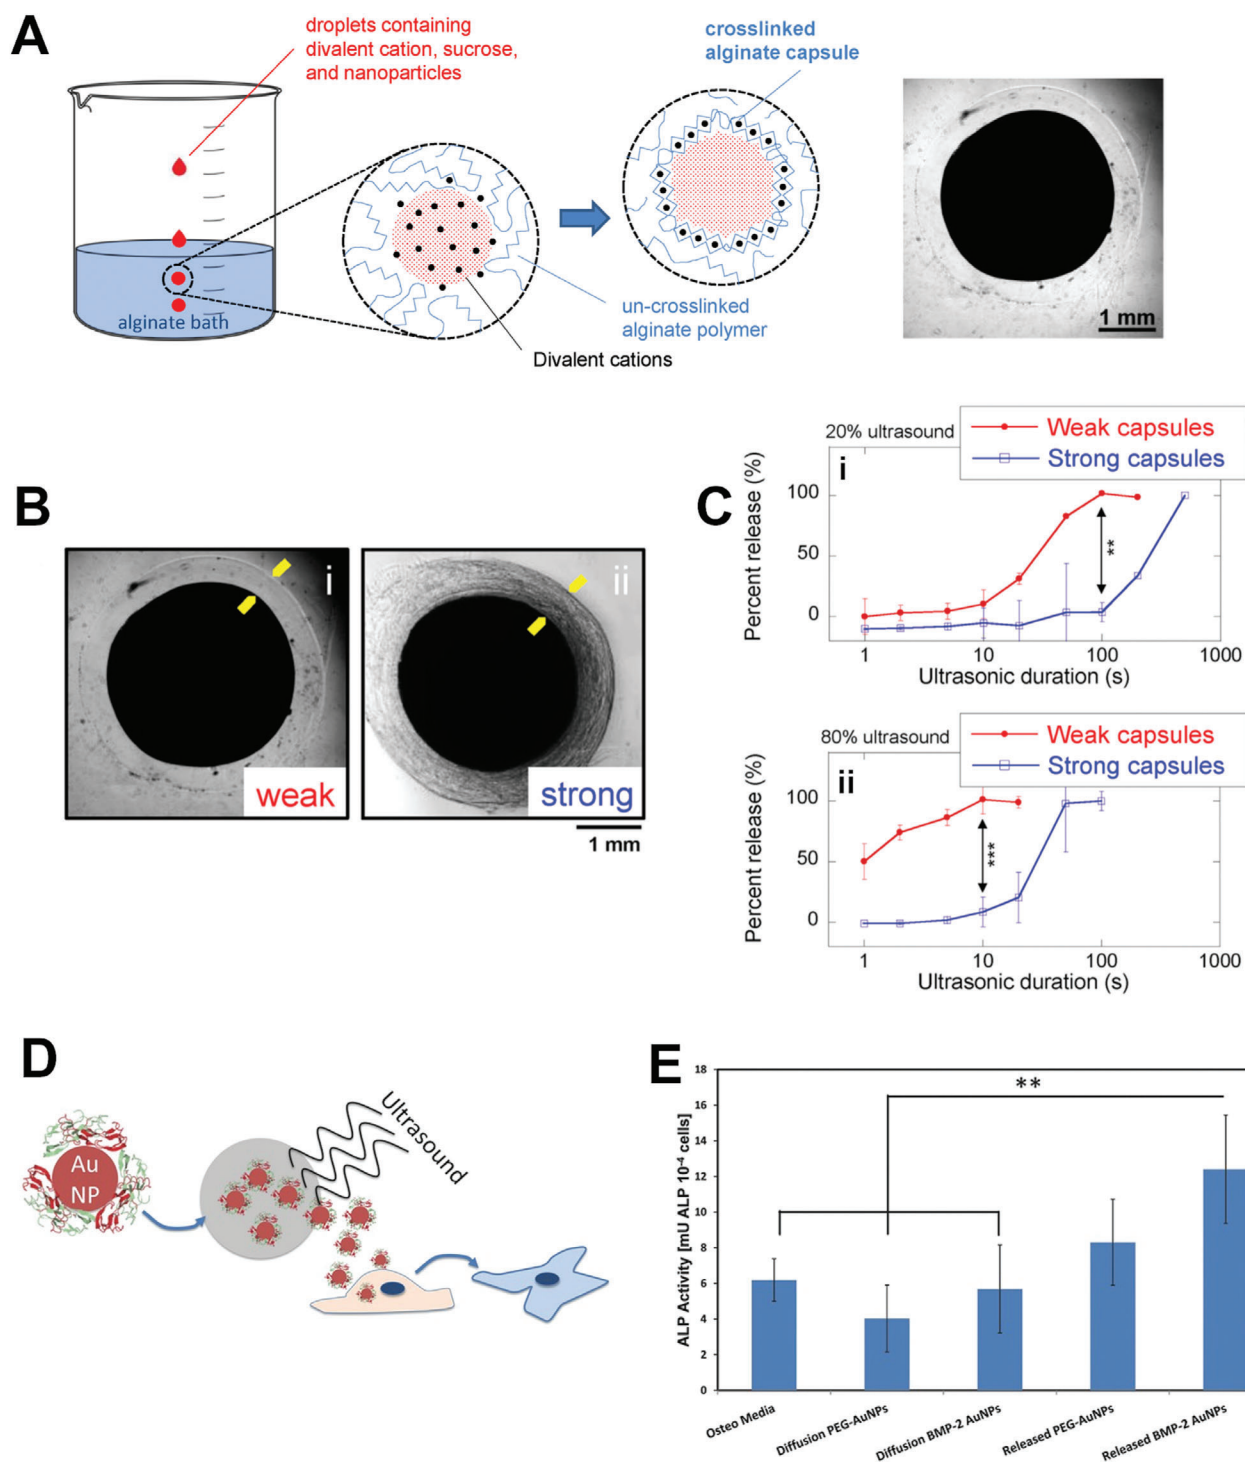 A
droplets containing
divalent cation, sucrose,
and nanoparticles
crosslinked
alginate capsule
alginate bath
un-crosslinked
alginate polymer
Divalent cations
1 mm
B
i
weak
ii
strong
1 mm
C
20% ultrasound
Weak capsules
Strong capsules
i
Percent release (%)
100
50
0
**
1
10
100
1000
Ultrasonic duration (s)
80% ultrasound
Weak capsules
Strong capsules
ii
Percent release (%)
100
50
0
***
1
10
100
1000
Ultrasonic duration (s)
D
Au
NP
Ultrasound
E
ALP Activity [mU ALP 10⁻⁴ cells]
18
16
14
12
10
8
6
4
2
0
**
Osteo Media
Diffusion PEG-AuNPs
Diffusion BMP-2 AuNPs
Released PEG-AuNPs
Released BMP-2 AuNPs